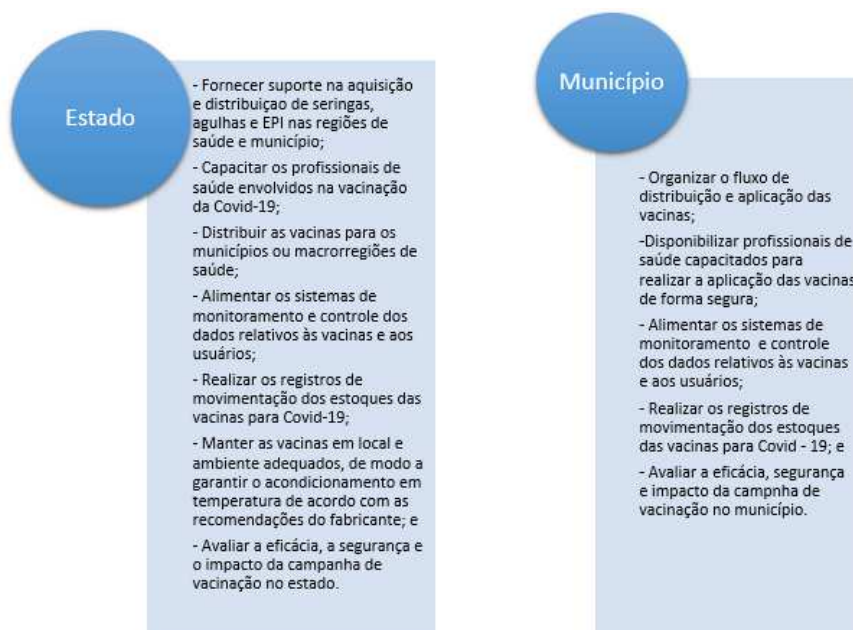 Estado
- Fornecer suporte na aquisição
e distribuiçao de seringas,
agulhas e EPI nas regiões de
saúde e município;
- Capacitar os profissionais de
saúde envolvidos na vacinação
da Covid-19;
- Distribuir as vacinas para os
municípios ou macrorregiões de
saúde;
- Alimentar os sistemas de
monitoramento e controle dos
dados relativos às vacinas e aos
usuários;
- Realizar os registros de
movimentação dos estoques das
vacinas para Covid-19;
- Manter as vacinas em local e
ambiente adequados, de modo a
garantir o acondicionamento em
temperatura de acordo com as
recomendações do fabricante; e
- Avaliar a eficácia, a segurança e
o impacto da campanha de
vacinação no estado.
Município
- Organizar o fluxo de
distribuição e aplicação das
vacinas;
-Disponibilizar profissionais de
saúde capacitados para
realizar a aplicação das vacinas
de forma segura;
- Alimentar os sistemas de
monitoramento e controle
dos dados relativos às vacinas
e aos usuários;
- Realizar os registros de
movimentação dos estoques
das vacinas para Covid - 19; e
- Avaliar a eficácia, segurança
e impacto da campnha de
vacinação no município.